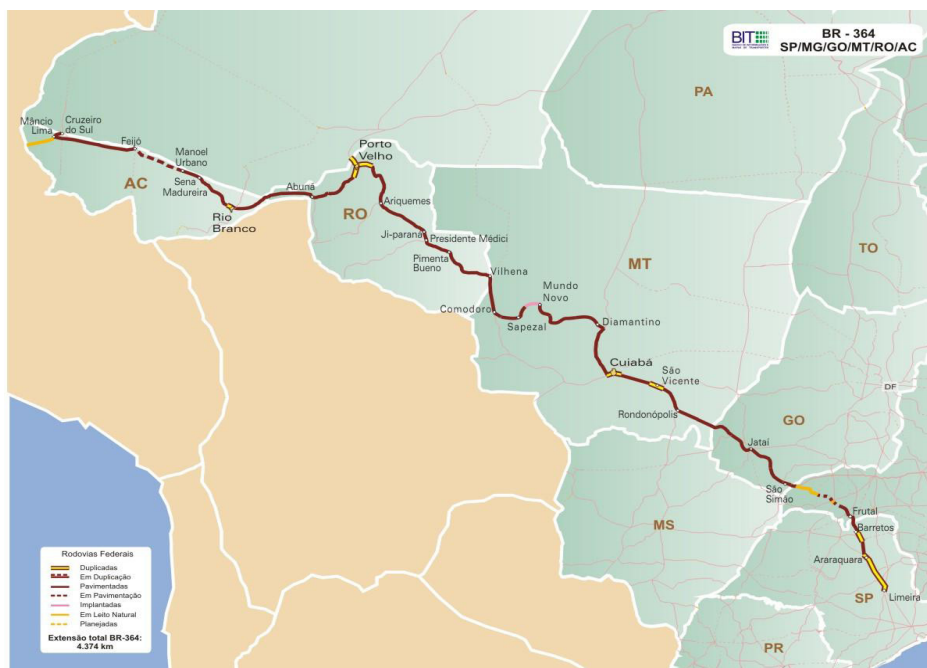 BIT
BR - 364
SP/MG/GO/MT/RO/AC
PA
Mâncio
Lima
Cruzeiro
do Sul
Feijó
Manoel
Urbano
Sena
Madureira
AC
Rio
Branco
Abunã
Porto
Velho
RO
Ariquemes
Ji-paraná
Presidente Médici
Pimenta
Bueno
Vilhena
Comodoro
Sapezal
Mundo
Novo
MT
TO
Diamantino
Cuiabá
São
Vicente
Rondonópolis
DF
GO
Jataí
São
Simão
MS
Frutal
Barretos
Araraquara
SP
Limeira
PR
Rodovias Federais
Duplicadas
Em Duplicação
Pavimentadas
Em Pavimentação
Implantadas
Em Leito Natural
Planejadas
Extensão total BR-364:
4.374 km